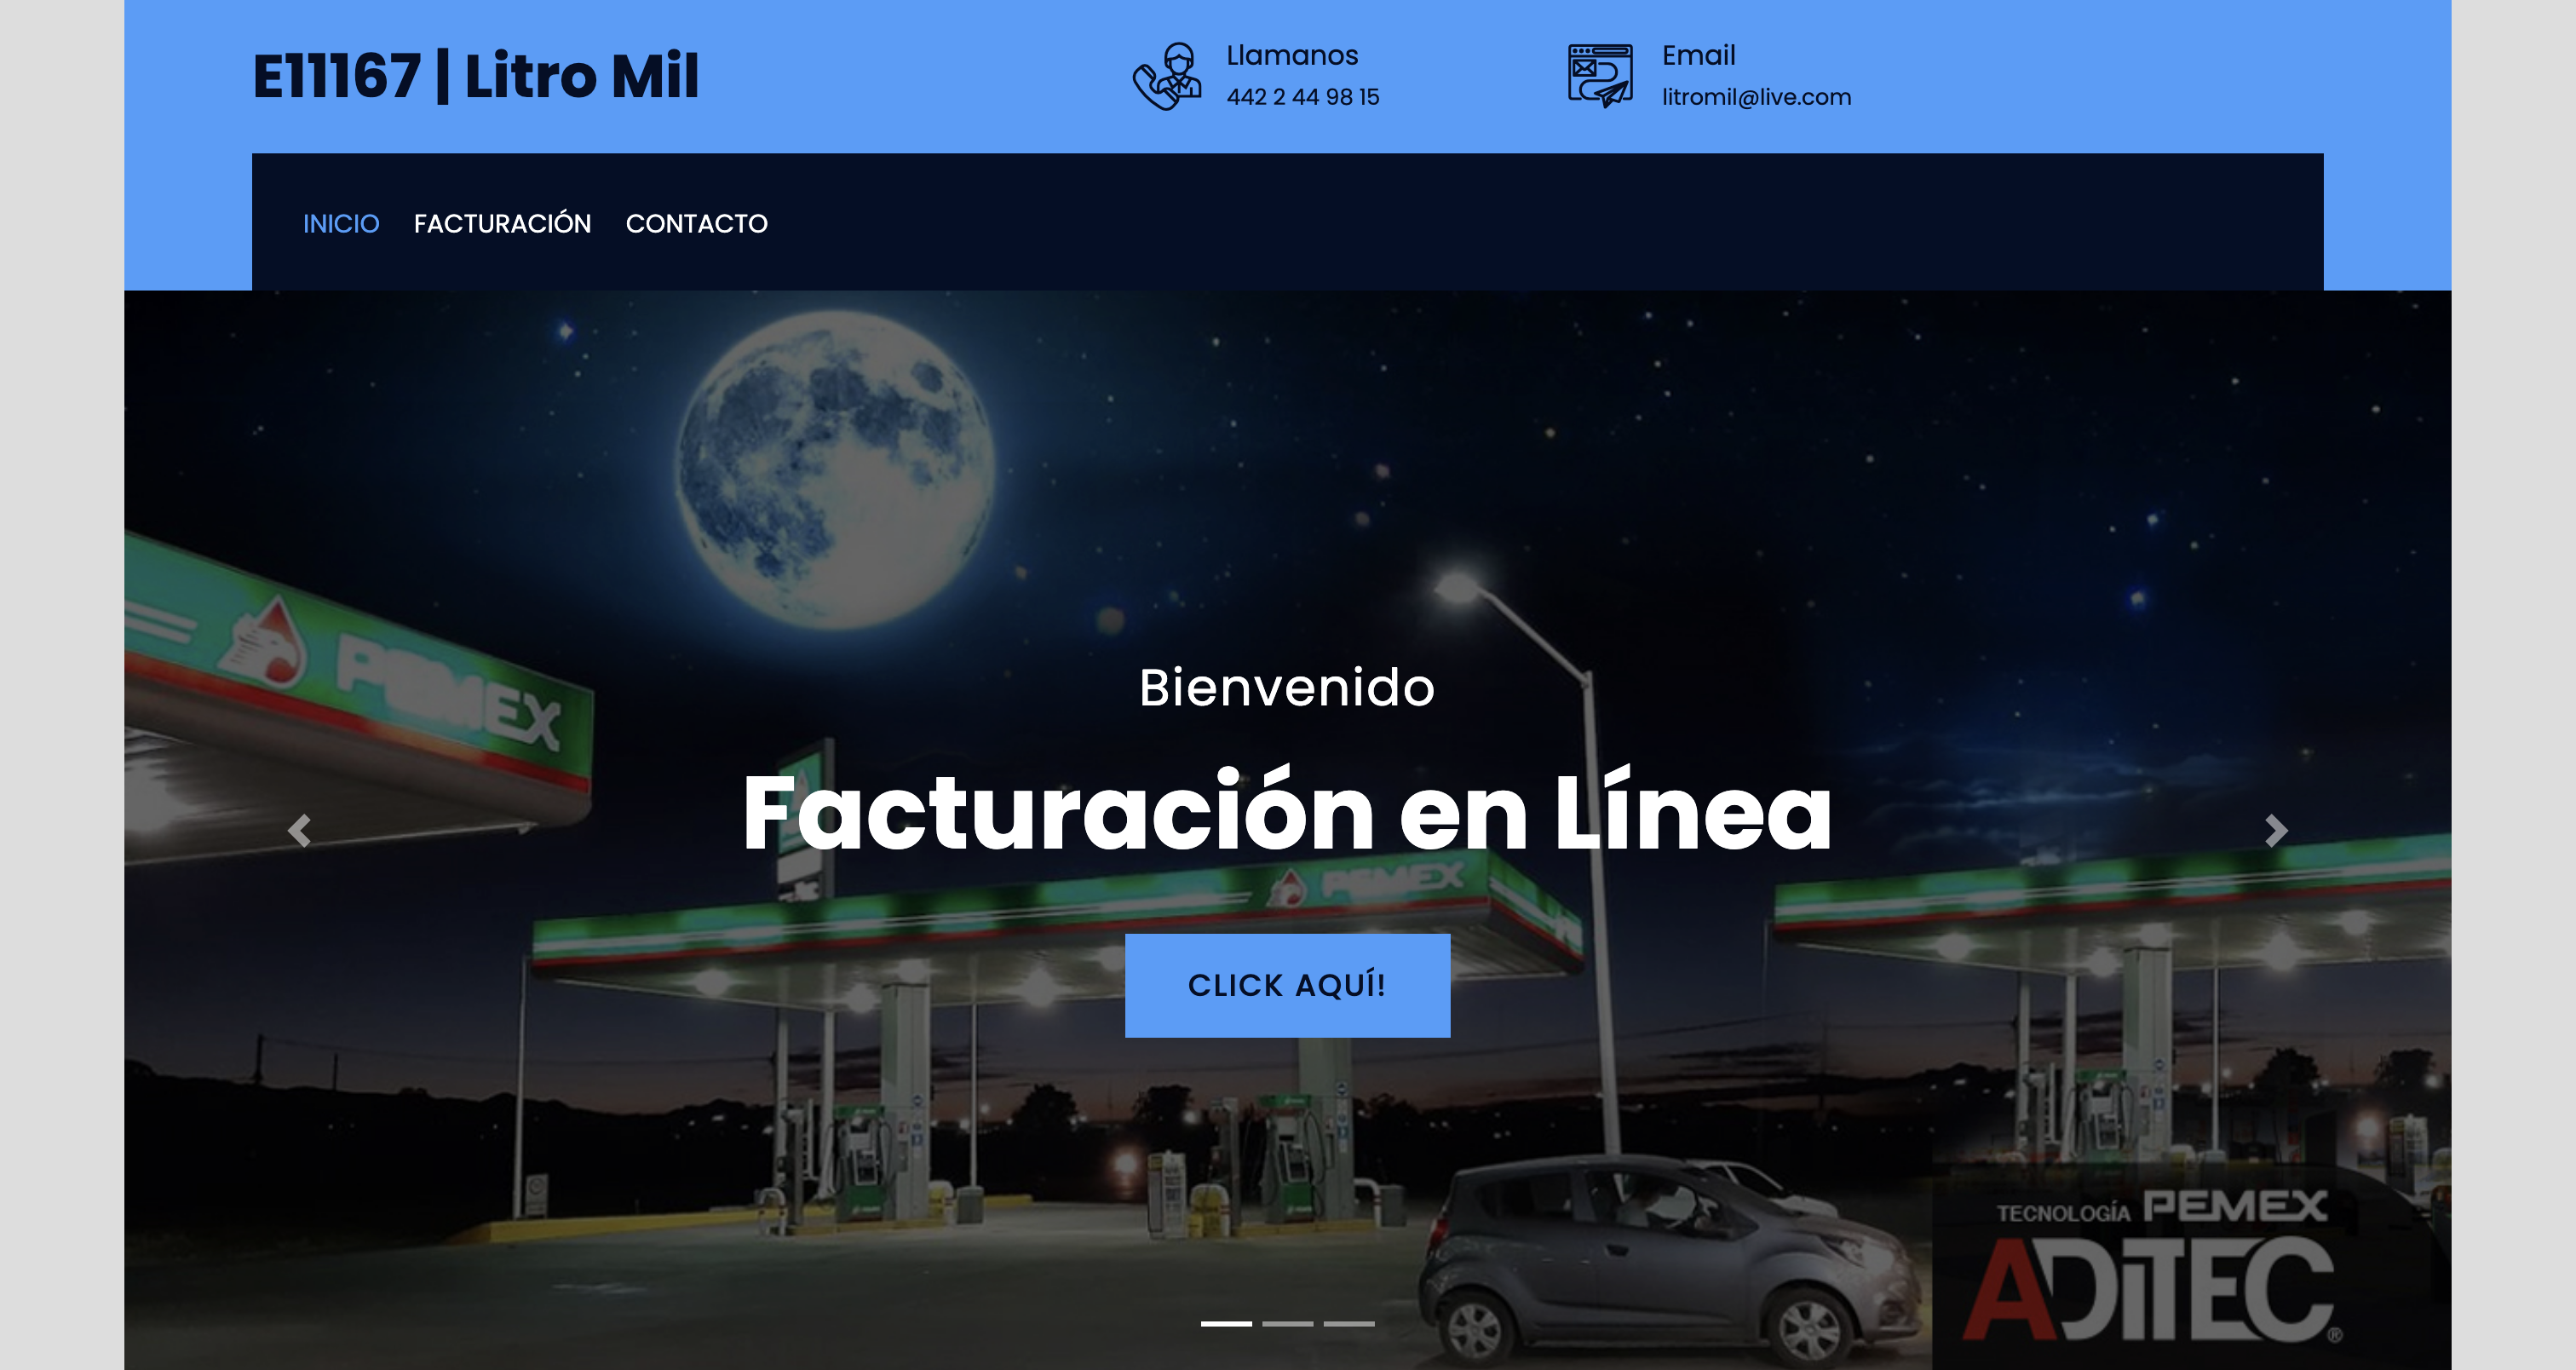 E11167 | Litro Mil
Llamanos
442 2 44 98 15
Email
litromil@live.com
INICIO FACTURACIÓN CONTACTO
PEMEX
Bienvenido
Facturación en Línea
PEMEX
CLICK AQUÍ!
TECNOLOGÍA PEMEX
ADiTEC®